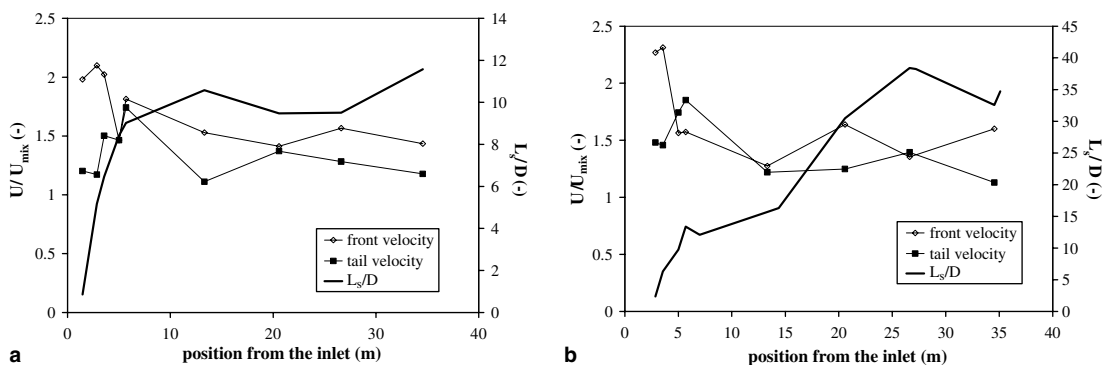 2.5
2
1.5
1
0.5
0
U/ U_mix (-)
14
12
10
8
6
4
2
0
L_s/D (-)
front velocity
tail velocity
L_s/D
0 10 20 30 40
position from the inlet (m)
a
2.5
2
1.5
1
0.5
0
U/U_mix (-)
45
40
35
30
25
20
15
10
5
0
L_s/D (-)
front velocity
tail velocity
L_s/D
0 5 10 15 20 25 30 35 40
position from the inlet (m)
b